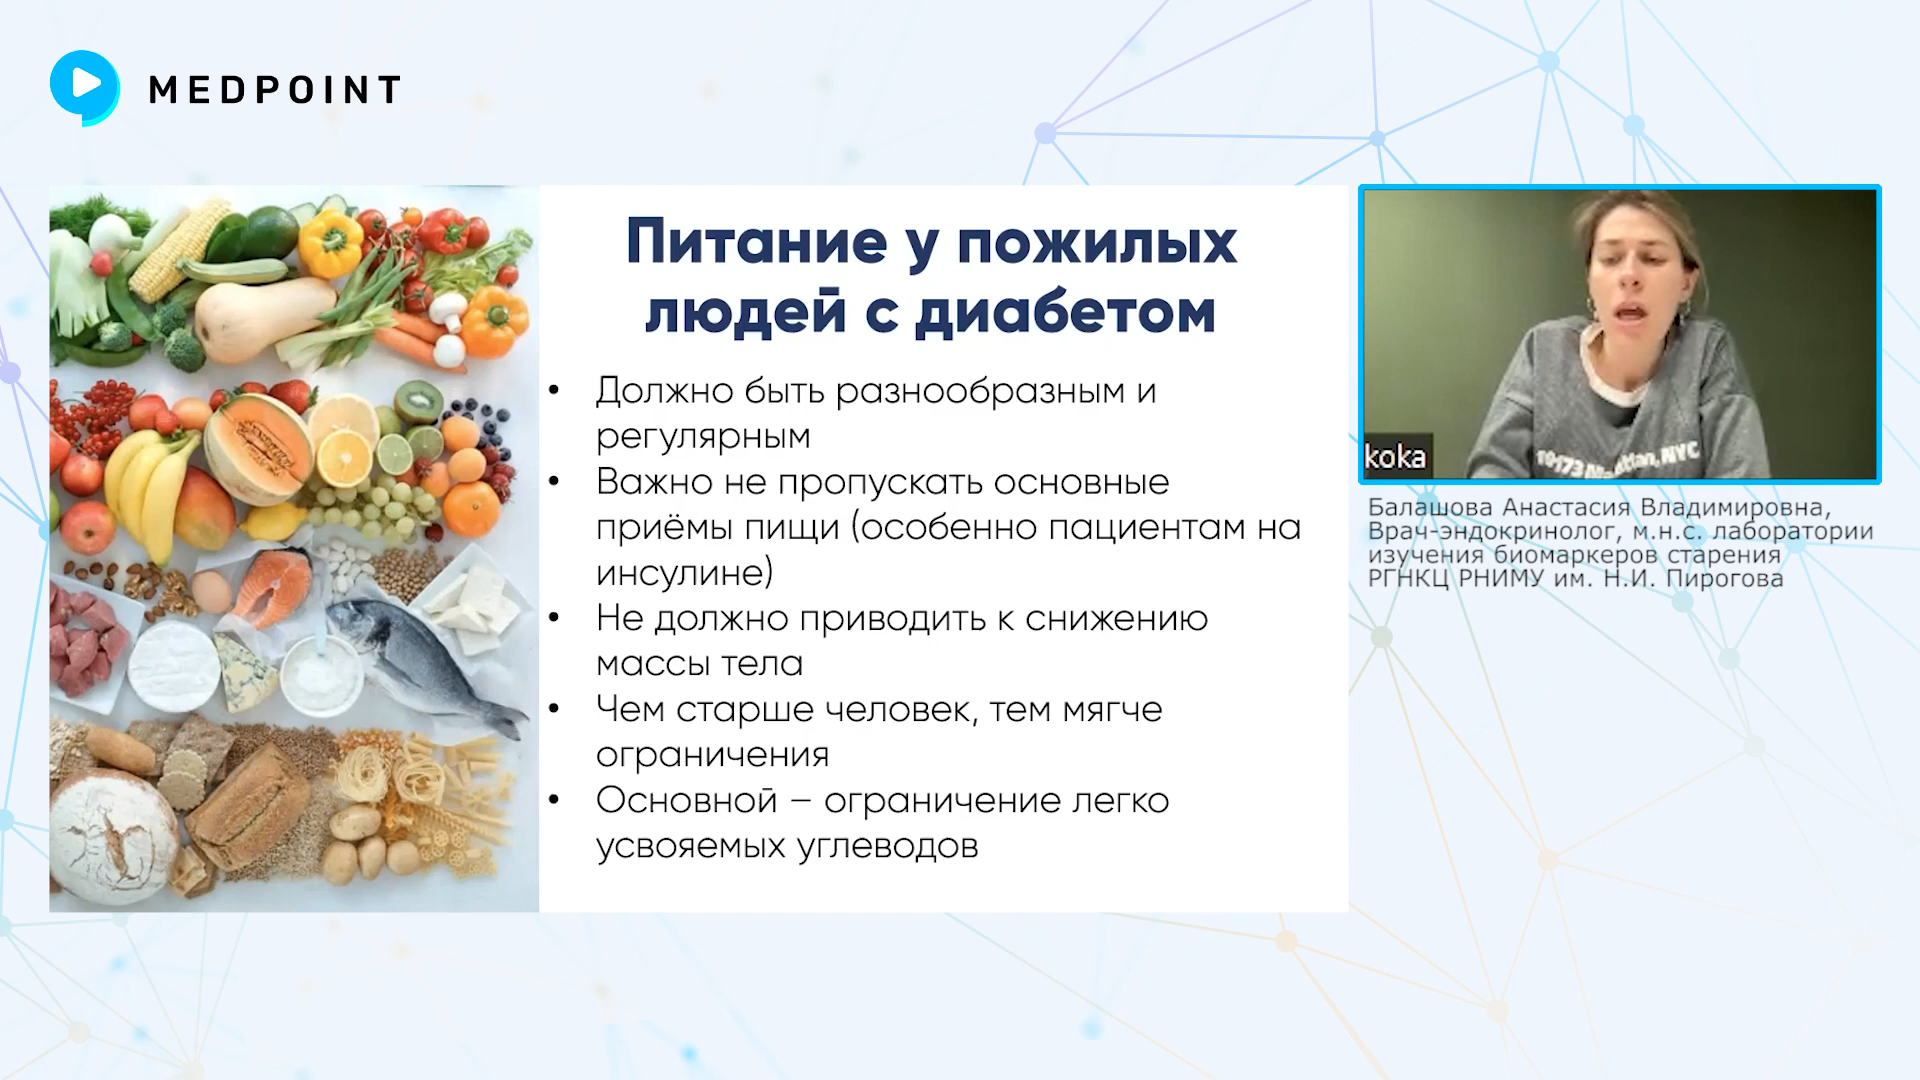 MEDPOINT
Питание у пожилых
людей с диабетом
• Должно быть разнообразным и
регулярным
• Важно не пропускать основные
приёмы пищи (особенно пациентам на
инсулине)
• Не должно приводить к снижению
массы тела
• Чем старше человек, тем мягче
ограничения
• Основной – ограничение легко
усвояемых углеводов
koka
Балашова Анастасия Владимировна,
Врач-эндокринолог, м.н.с. лаборатории
изучения биомаркеров старения
РГНКЦ РНИМУ им. Н.И. Пирогова